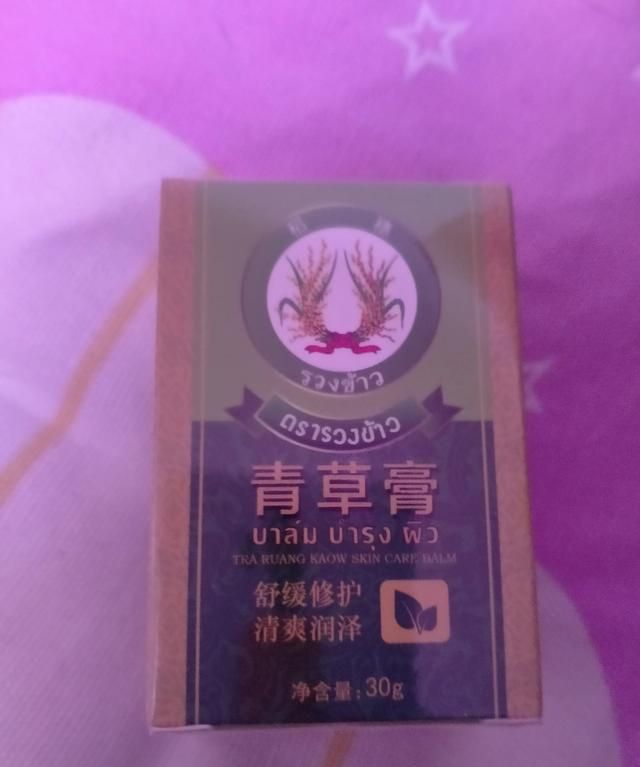 รวงข้าว
ตรารวงข้าว
青草膏
บาล์ม บำรุง ผิว
TRA RUANG KAOW SKIN CARE BALM
舒缓修护
清爽润泽
净含量：30g